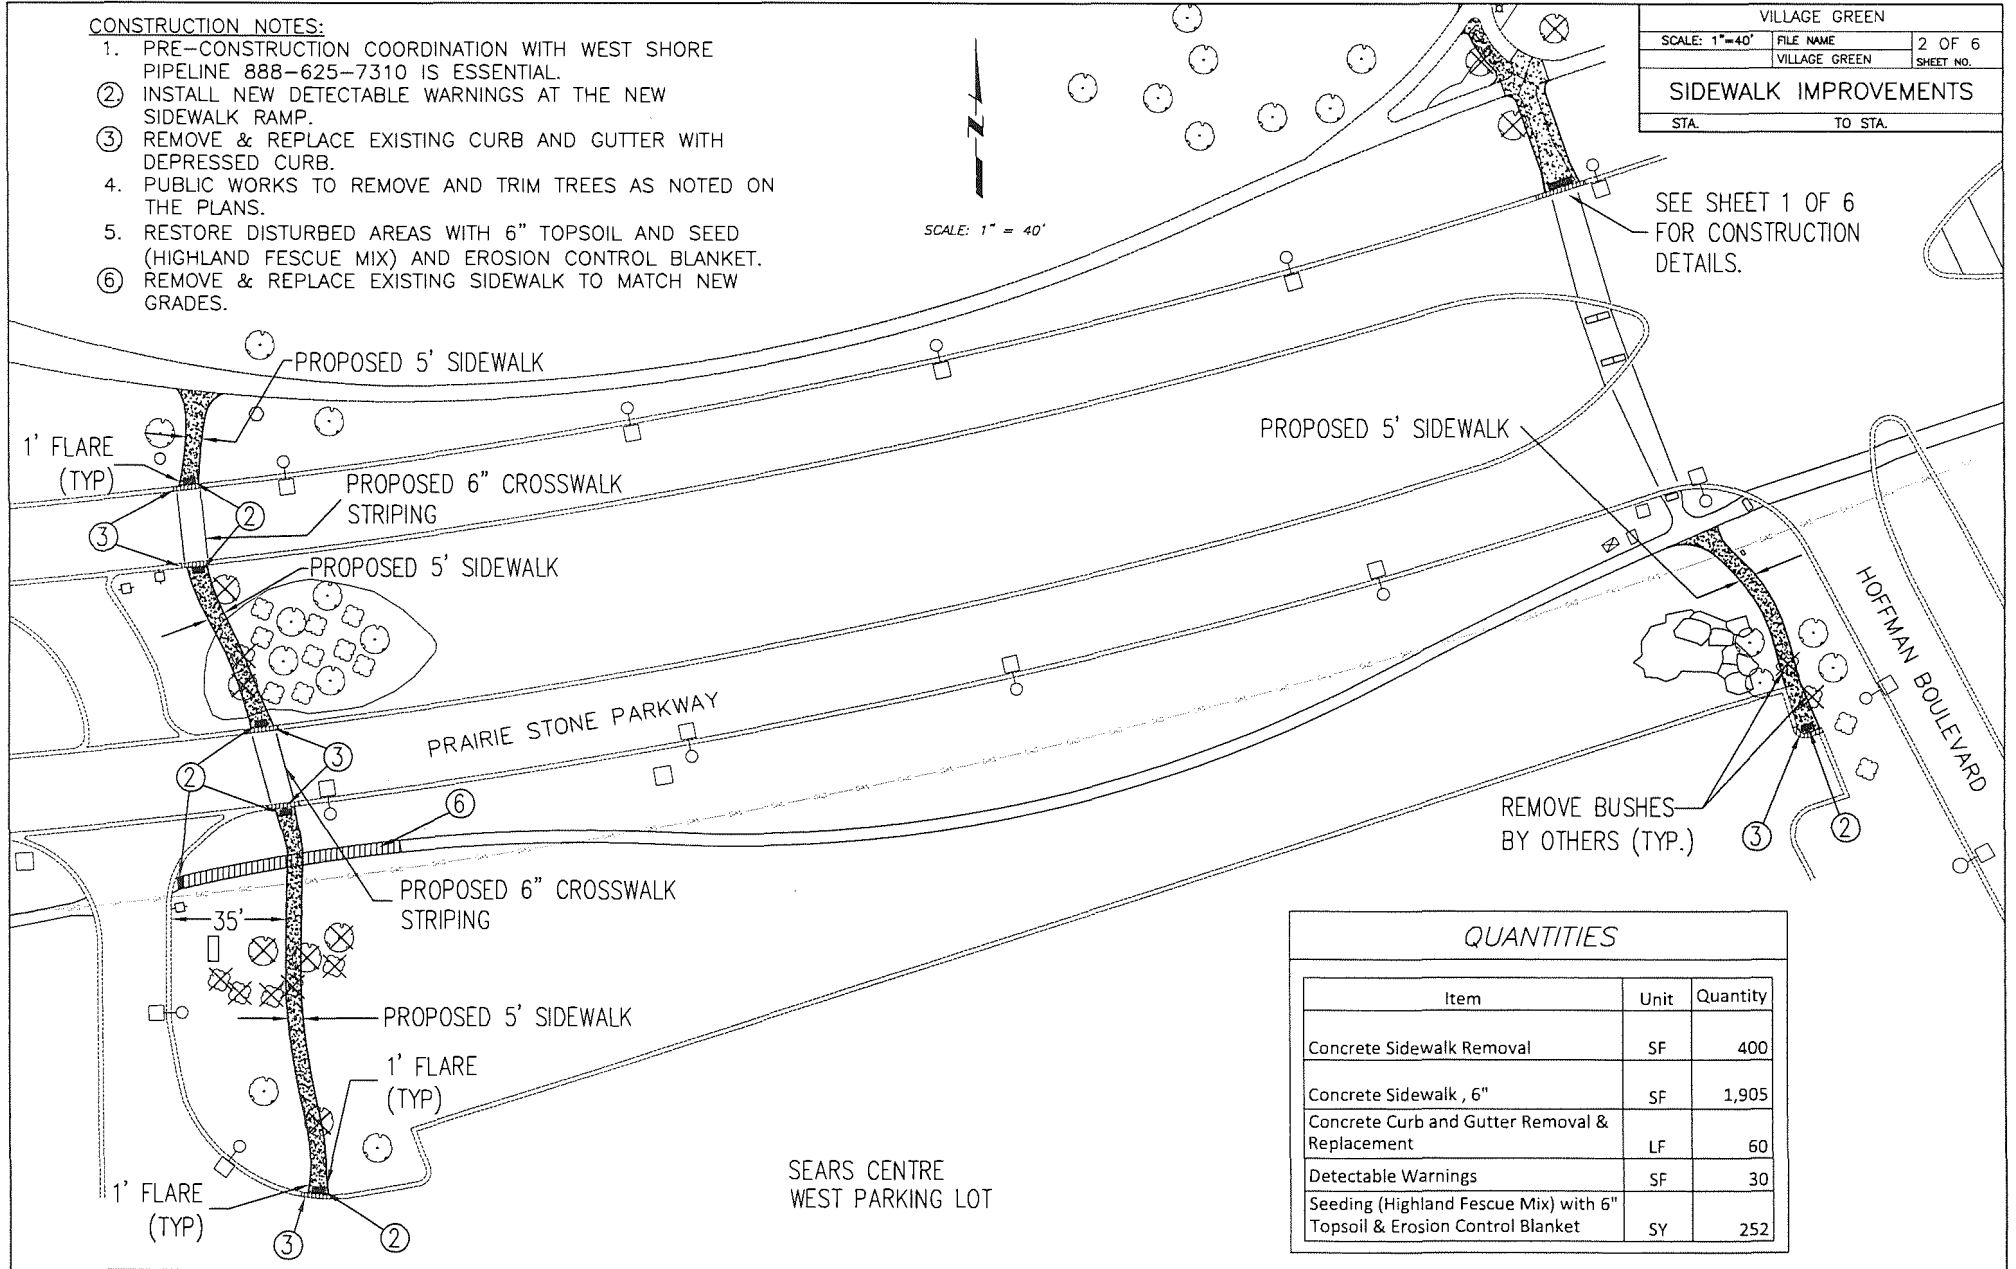 CONSTRUCTION NOTES:
1. PRE-CONSTRUCTION COORDINATION WITH WEST SHORE
PIPELINE 888-625-7310 IS ESSENTIAL.
2. INSTALL NEW DETECTABLE WARNINGS AT THE NEW
SIDEWALK RAMP.
3 REMOVE & REPLACE EXISTING CURB AND GUTTER WITH
DEPRESSED CURB.
4. PUBLIC WORKS TO REMOVE AND TRIM TREES AS NOTED ON
THE PLANS.
5. RESTORE DISTURBED AREAS WITH 6" TOPSOIL AND SEED
(HIGHLAND FESCUE MIX) AND EROSION CONTROL BLANKET.
6 REMOVE & REPLACE EXISTING SIDEWALK TO MATCH NEW
GRADES.
N
SCALE: 1" = 40'
VILLAGE GREEN
SCALE: 1"=40'
FILE NAME
VILLAGE GREEN
2 OF 6
SHEET NO.
SIDEWALK IMPROVEMENTS
STA. TO STA.
SEE SHEET 1 OF 6
FOR CONSTRUCTION
DETAILS.
PROPOSED 5' SIDEWALK
1' FLARE
(TYP)
PROPOSED 6" CROSSWALK
STRIPING
2
3
PROPOSED 5' SIDEWALK
PROPOSED 5' SIDEWALK
PRAIRIE STONE PARKWAY
HOFFMAN BOULEVARD
2
3
6
PROPOSED 6" CROSSWALK
STRIPING
35'
PROPOSED 5' SIDEWALK
1' FLARE
(TYP)
1' FLARE
(TYP)
3
2
SEARS CENTRE
WEST PARKING LOT
REMOVE BUSHES
BY OTHERS (TYP.)
3
2
QUANTITIES
Item Unit Quantity
Concrete Sidewalk Removal SF 400
Concrete Sidewalk , 6" SF 1,905
Concrete Curb and Gutter Removal &
Replacement LF 60
Detectable Warnings SF 30
Seeding (Highland Fescue Mix) with 6"
Topsoil & Erosion Control Blanket SY 252